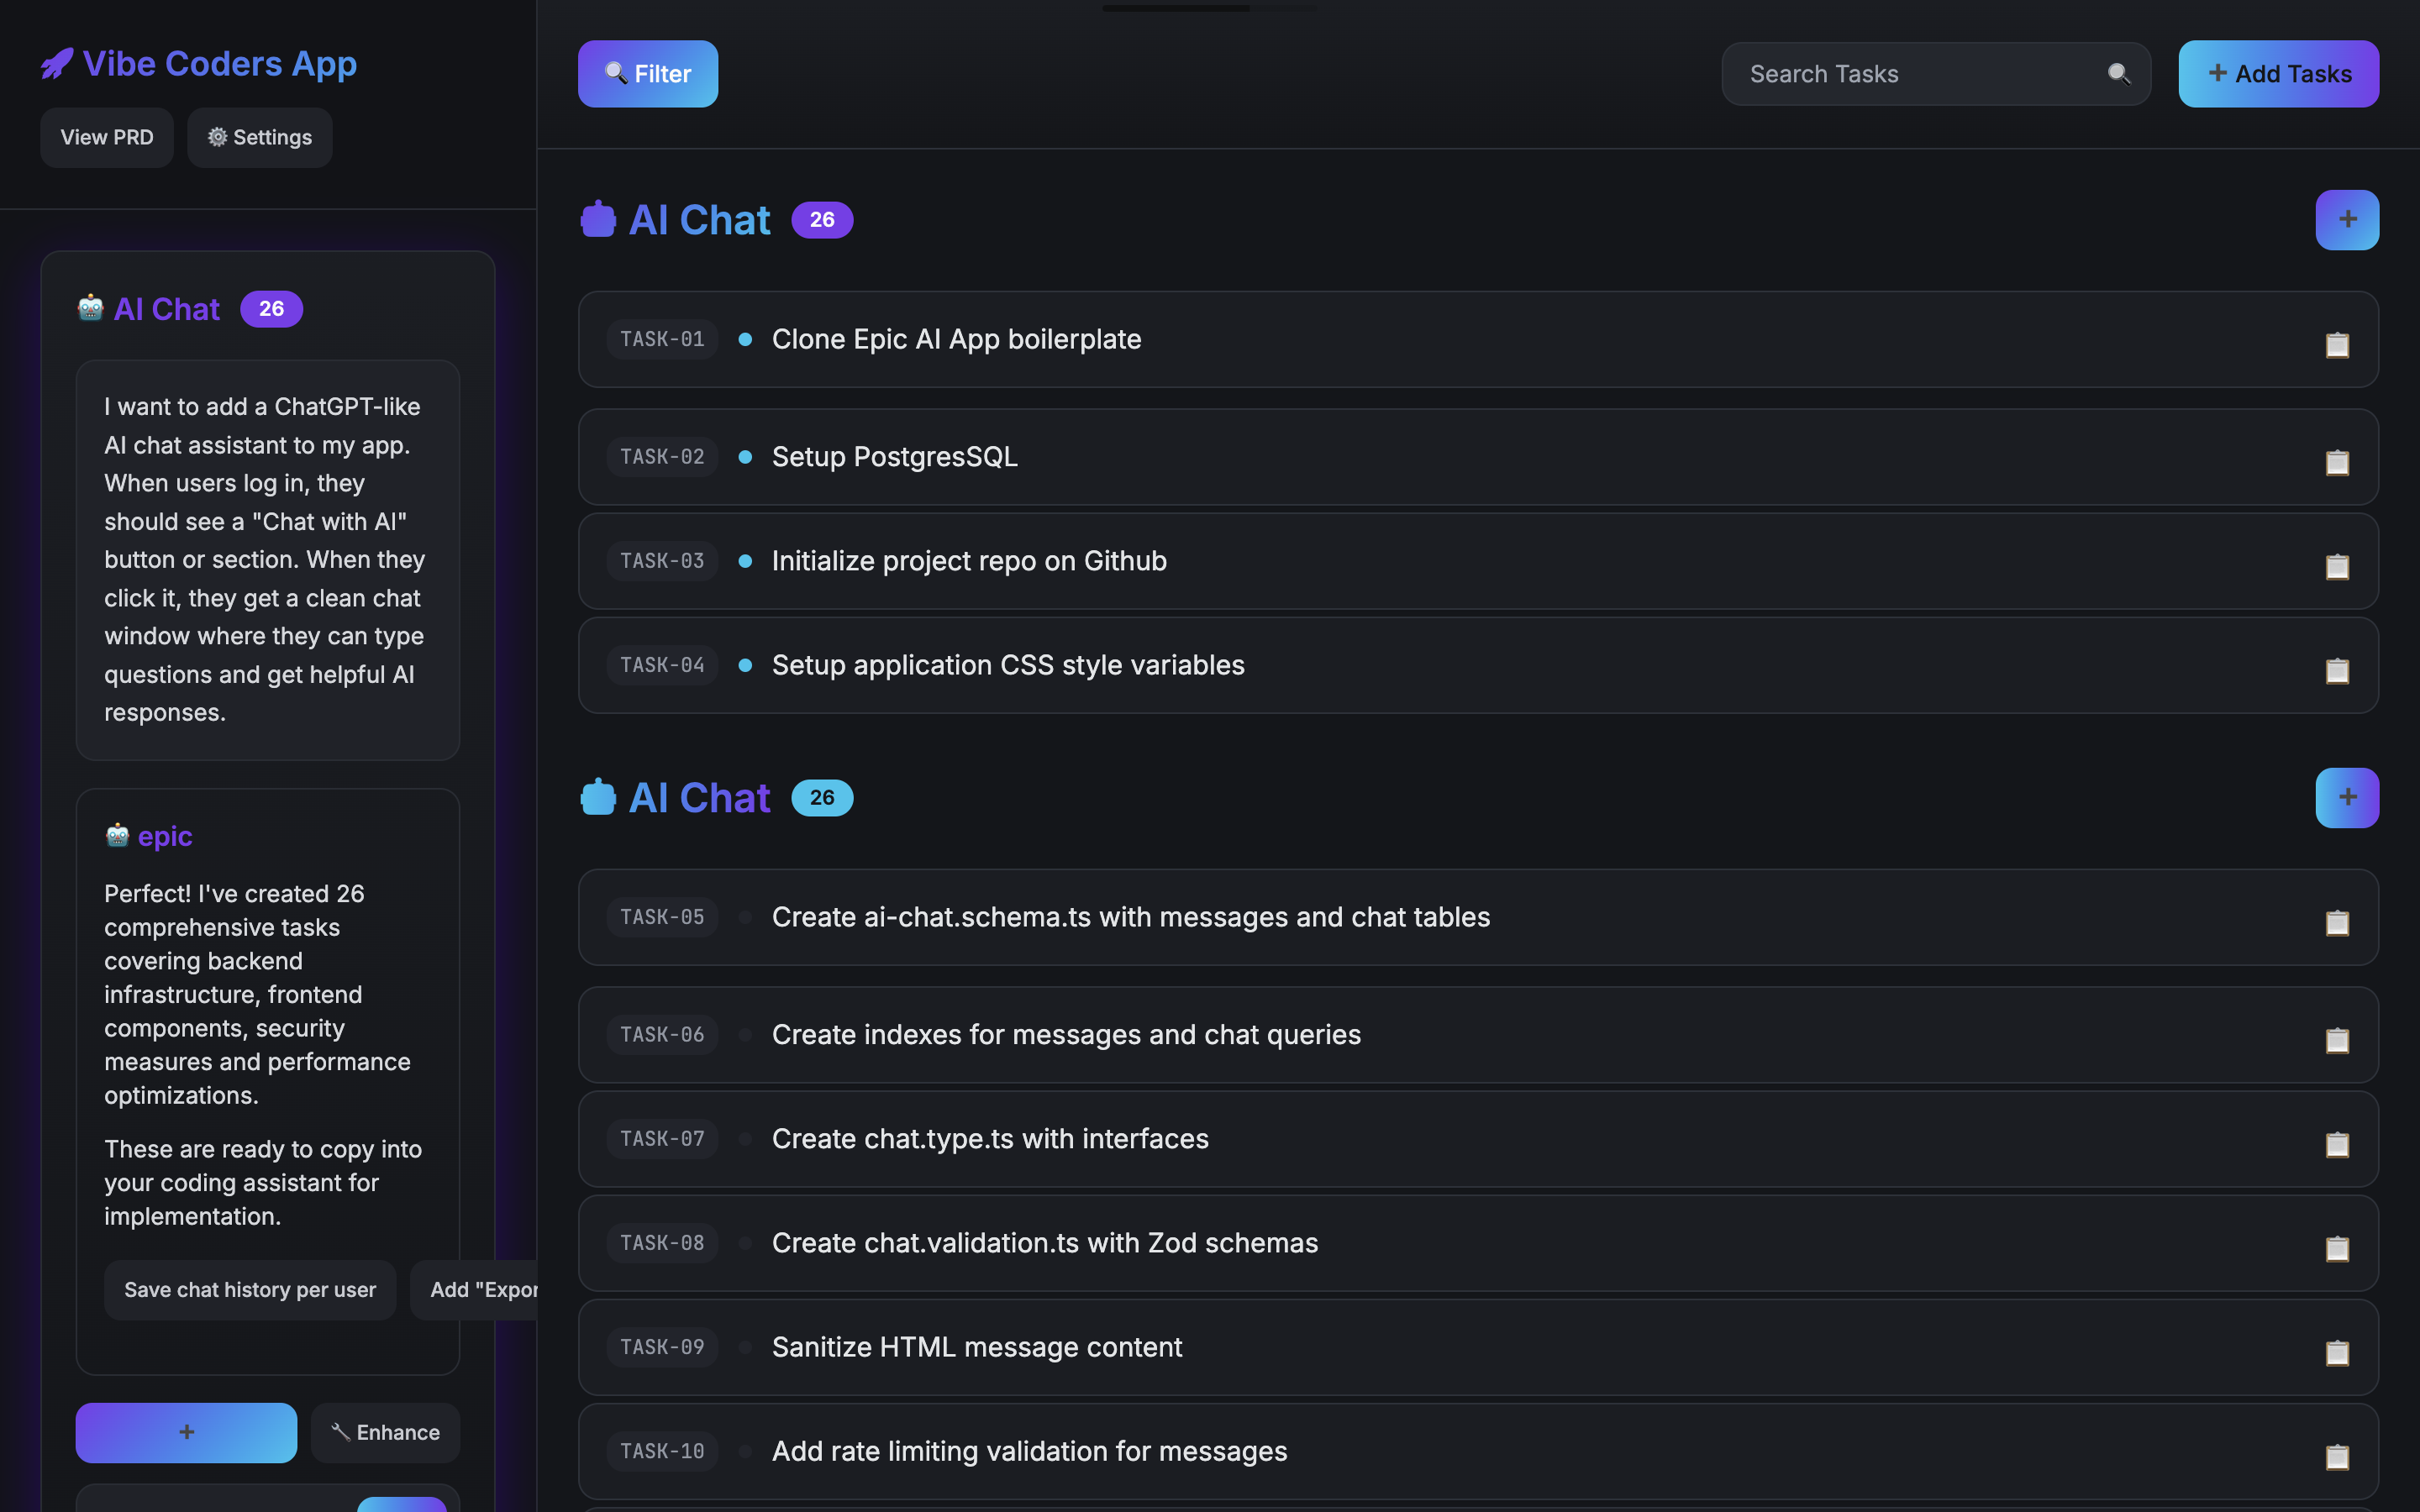 Vibe Coders App
View PRD
Settings
AI Chat 26
I want to add a ChatGPT-like
AI chat assistant to my app.
When users log in, they
should see a "Chat with AI"
button or section. When they
click it, they get a clean chat
window where they can type
questions and get helpful AI
responses.
epic
Perfect! I've created 26
comprehensive tasks
covering backend
infrastructure, frontend
components, security
measures and performance
optimizations.
These are ready to copy into
your coding assistant for
implementation.
Save chat history per user
Add "Expor
+
Enhance
Filter
Search Tasks
+ Add Tasks
AI Chat 26
+
TASK-01 Clone Epic AI App boilerplate
TASK-02 Setup PostgresSQL
TASK-03 Initialize project repo on Github
TASK-04 Setup application CSS style variables
AI Chat 26
+
TASK-05 Create ai-chat.schema.ts with messages and chat tables
TASK-06 Create indexes for messages and chat queries
TASK-07 Create chat.type.ts with interfaces
TASK-08 Create chat.validation.ts with Zod schemas
TASK-09 Sanitize HTML message content
TASK-10 Add rate limiting validation for messages